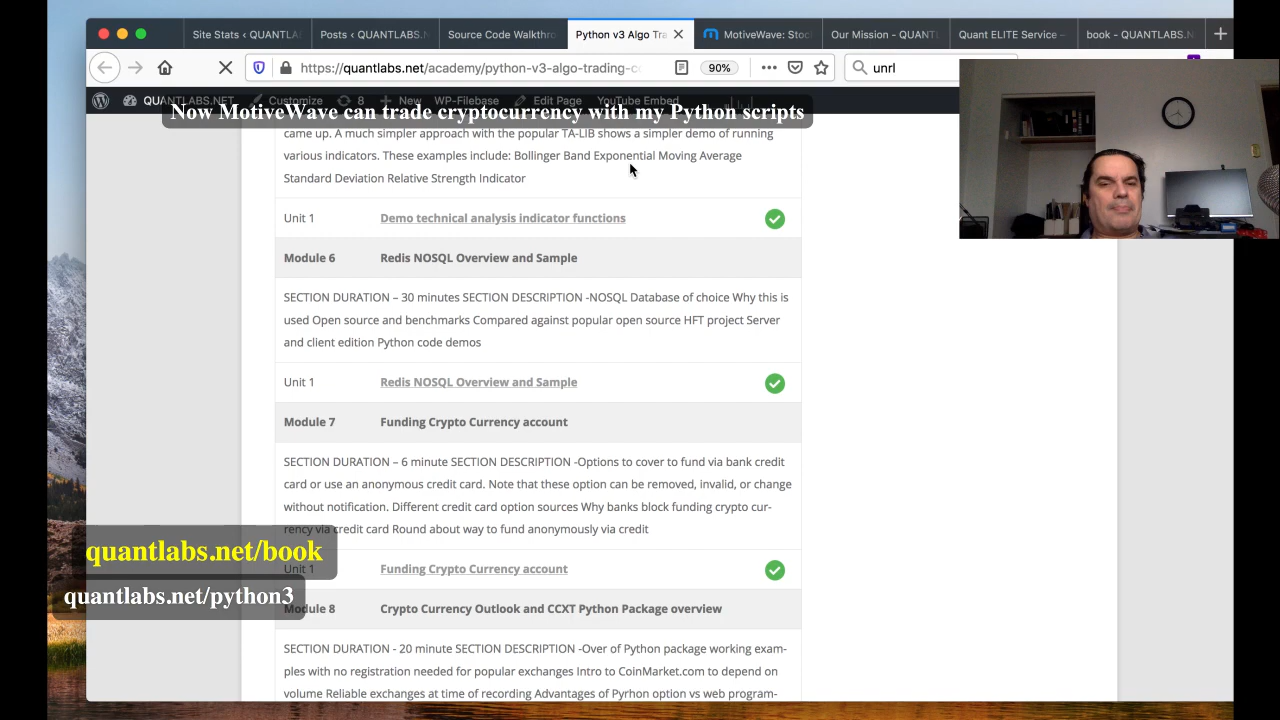 Site Stats ‹ QUANTLABS
Posts ‹ QUANTLABS.N
Source Code Walkthro
Python v3 Algo Tra
MotiveWave: Stoc
Our Mission - QUANTL
Quant ELITE Service –
book - QUANTLABS.N
https://quantlabs.net/academy/python-v3-algo-trading-c
90%
unrl
QUANTLABS.NET
Customize
8
New
WP-Filebase
Edit Page
YouTube Embed
Now MotiveWave can trade cryptocurrency with my Python scripts
came up. A much simpler approach with the popular TA-LIB shows a simpler demo of running
various indicators. These examples include: Bollinger Band Exponential Moving Average
Standard Deviation Relative Strength Indicator
Unit 1 Demo technical analysis indicator functions
Module 6 Redis NOSQL Overview and Sample
SECTION DURATION – 30 minutes SECTION DESCRIPTION -NOSQL Database of choice Why this is
used Open source and benchmarks Compared against popular open source HFT project Server
and client edition Python code demos
Unit 1 Redis NOSQL Overview and Sample
Module 7 Funding Crypto Currency account
SECTION DURATION – 6 minute SECTION DESCRIPTION -Options to cover to fund via bank credit
card or use an anonymous credit card. Note that these option can be removed, invalid, or change
without notification. Different credit card option sources Why banks block funding crypto cur-
rency via credit card Round about way to fund anonymously via credit
quantlabs.net/book
Unit 1 Funding Crypto Currency account
quantlabs.net/python3
Module 8 Crypto Currency Outlook and CCXT Python Package overview
SECTION DURATION - 20 minute SECTION DESCRIPTION -Over of Python package working exam-
ples with no registration needed for popular exchanges Intro to CoinMarket.com to depend on
volume Reliable exchanges at time of recording Advantages of Pyrhon option vs web program-